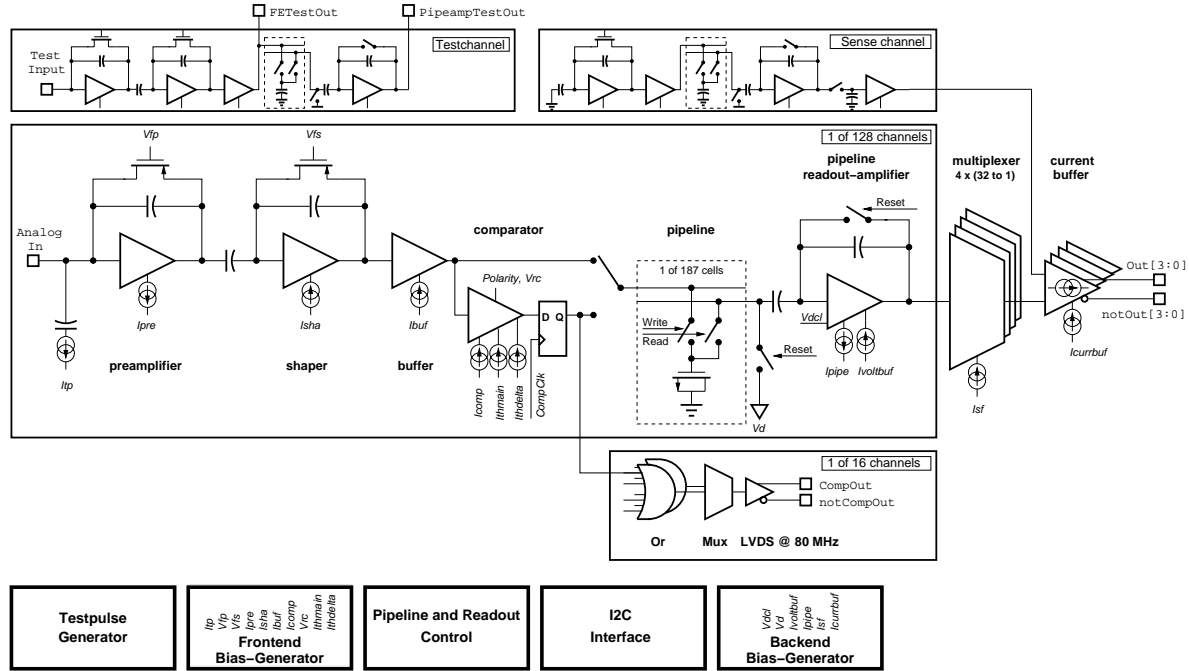 FETestOut
PipeampTestOut
Testchannel
Test
Input
Sense channel
1 of 128 channels
Vfp
Vfs
pipeline
readout−amplifier
multiplexer
4 x (32 to 1)
current
buffer
Reset
Analog
In
comparator
pipeline
1 of 187 cells
Polarity, Vrc
D Q
Write
Read
Reset
Vdcl
Out[3:0]
notOut[3:0]
Ipre
Isha
Ibuf
Itp
preamplifier
shaper
buffer
Icomp
Ithmain
Ithdelta
CompClk
Vd
Ipipe
Ivoltbuf
Isf
Icurrbuf
1 of 16 channels
CompOut
notCompOut
Or
Mux
LVDS @ 80 MHz
Testpulse
Generator
Itp
Vfp
Vfs
Ipre
Isha
Ibuf
Icomp
Vrc
Ithmain
Ithdelta
Frontend
Bias−Generator
Pipeline and Readout
Control
I2C
Interface
Vdcl
Vd
Ivoltbuf
Ipipe
Isf
Icurrbuf
Backend
Bias−Generator